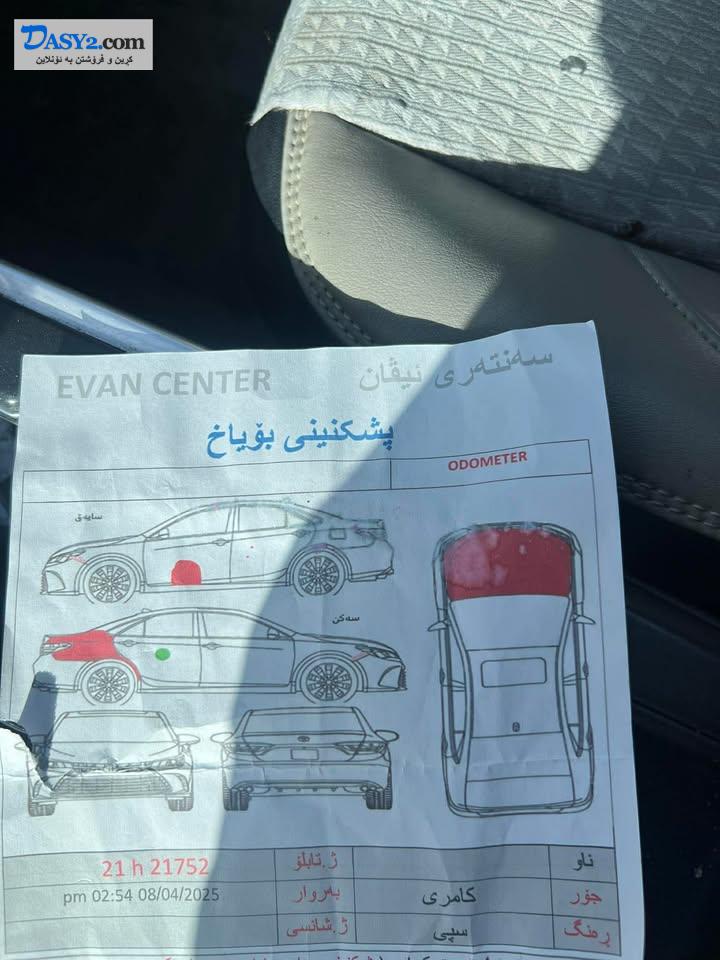 DASY2.com
کڕین و فرۆشتن بە ئۆنلاین
EVAN CENTER سەنتەری ئیڤان
پشکنینی بۆیاخ
ODOMETER
سایەق
سەکن
ناو ژ.تابلۆ 21 h 21752
جۆر کامری بەروار pm 02:54 08/04/2025
ڕەنگ سپی ژ.شانسی